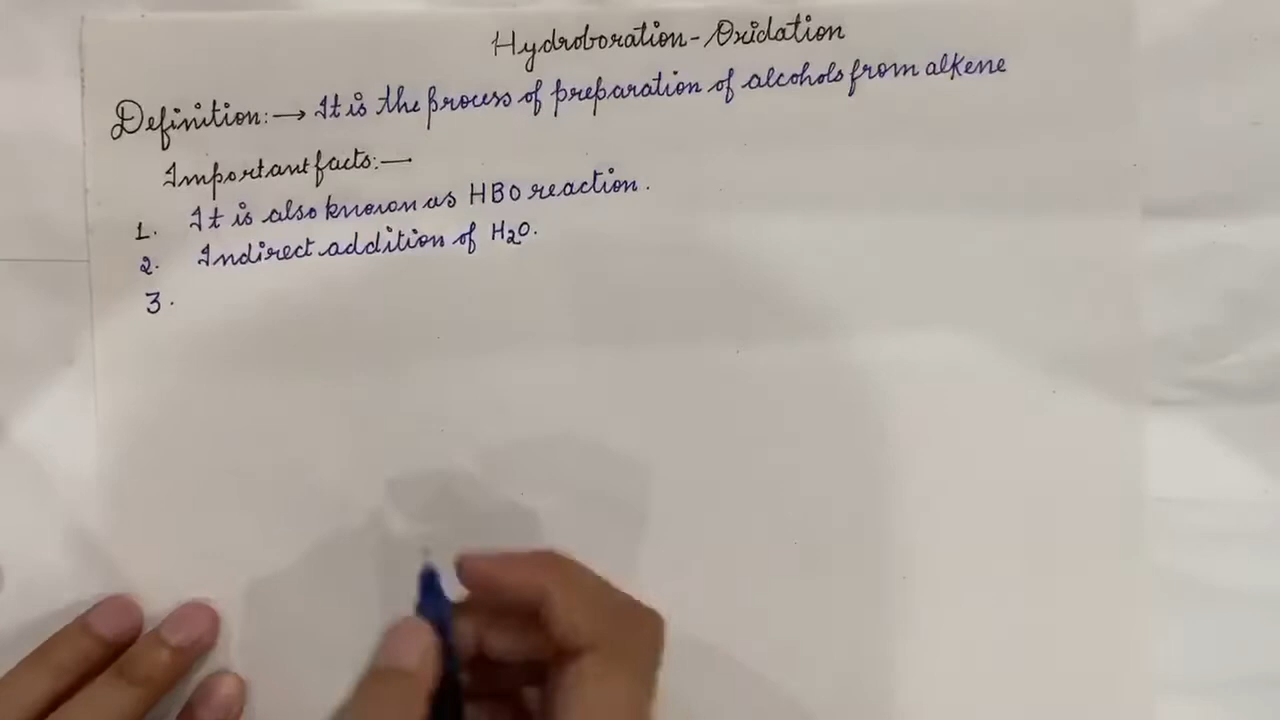 Hydroboration-Oxidation
Definition:→ It is the process of preparation of alcohols from alkene
Important facts:—
1. It is also known as HBO reaction.
2. Indirect addition of H₂O.
3.